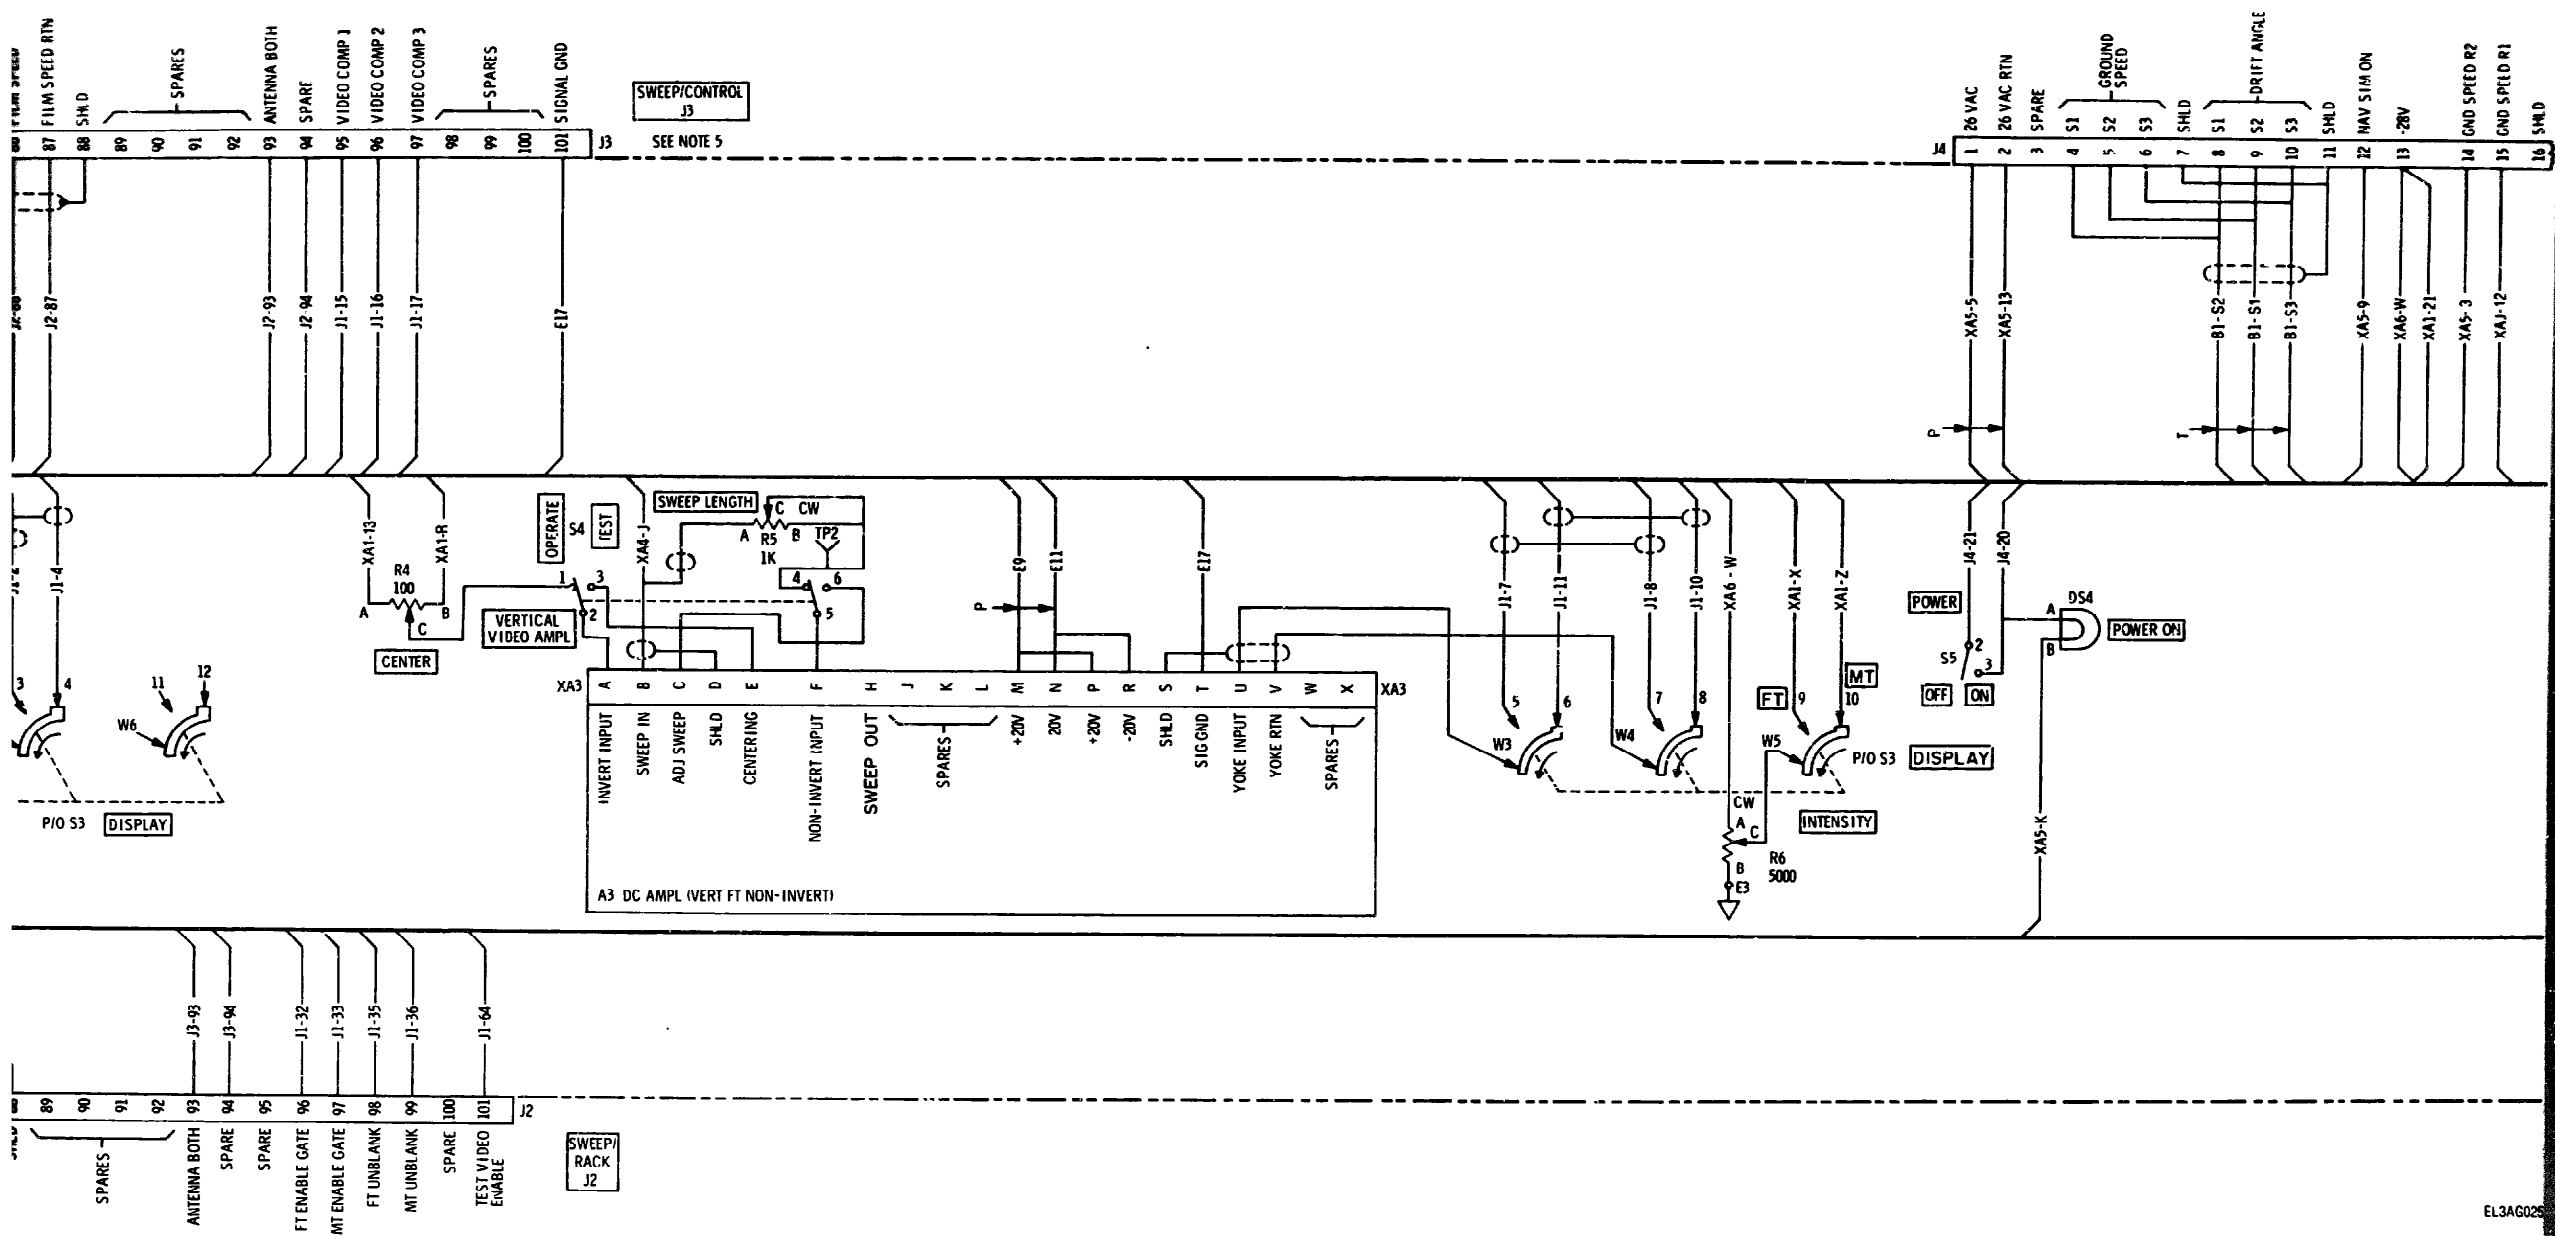 FILM SPEED RTN
SHLD
SPARES
ANTENNA BOTH
SPARE
VIDEO COMP 1
VIDEO COMP 2
VIDEO COMP 3
SPARES
SIGNAL GND
87 88 89 90 91 92 93 94 95 96 97 98 99 100 101 J3
SWEEP/CONTROL
J3
SEE NOTE 5
26 VAC
26 VAC RTN
SPARE
GROUND
SPEED
S1 S2 S3
SHLD
DRIFT ANGLE
S1 S2 S3
SHLD
NAV SIM ON
-28V
GND SPEED R2
GND SPEED R1
SHLD
J4 1 2 3 4 5 6 7 8 9 10 11 12 13 14 15 16
J2-87
J2-93
J2-94
J1-15
J1-16
J1-17
E17
XA5-5
XA5-13
B1-S2
B1-S1
B1-S3
XA5-9
XA6-W
XA1-21
XA5-3
XAJ-12
P
T
J1-4
XA1-13
XA1-R
R4
100
A B
C
CENTER
OPERATE
S4
TEST
1 3
2
VERTICAL
VIDEO AMPL
XA4-J
SWEEP LENGTH
C CW
A B
R5
1K
TP2
4 6
5
P
E9
E11
E17
J1-7
J1-11
J1-8
J1-10
XA6-W
XA1-X
XA1-Z
J4-21
J4-20
POWER
2
S5
3
OFF ON
DS4
A
B
POWER ON
3 4
11 12
W6
P/O S3 DISPLAY
XA3 A B C D E F H J K L M N P R S T U V W X XA3
INVERT INPUT
SWEEP IN
ADJ SWEEP
SHLD
CENTERING
NON-INVERT INPUT
SWEEP OUT
SPARES
+20V
20V
+20V
-20V
SHLD
SIG GND
YOKE INPUT
YOKE RTN
SPARES
A3 DC AMPL (VERT FT NON-INVERT)
5 6
W3
7 8
W4
FT 9
MT
10
W5
P/O S3 DISPLAY
CW
A
C
B
E3
R6
5000
INTENSITY
XA5-K
J3-93
J3-94
J1-32
J1-33
J1-35
J1-36
J1-64
89 90 91 92 93 94 95 96 97 98 99 100 101 J2
SPARES
ANTENNA BOTH
SPARE
SPARE
FT ENABLE GATE
MT ENABLE GATE
FT UNBLANK
MT UNBLANK
SPARE
TEST VIDEO
ENABLE
SWEEP/
RACK
J2
EL3AG025